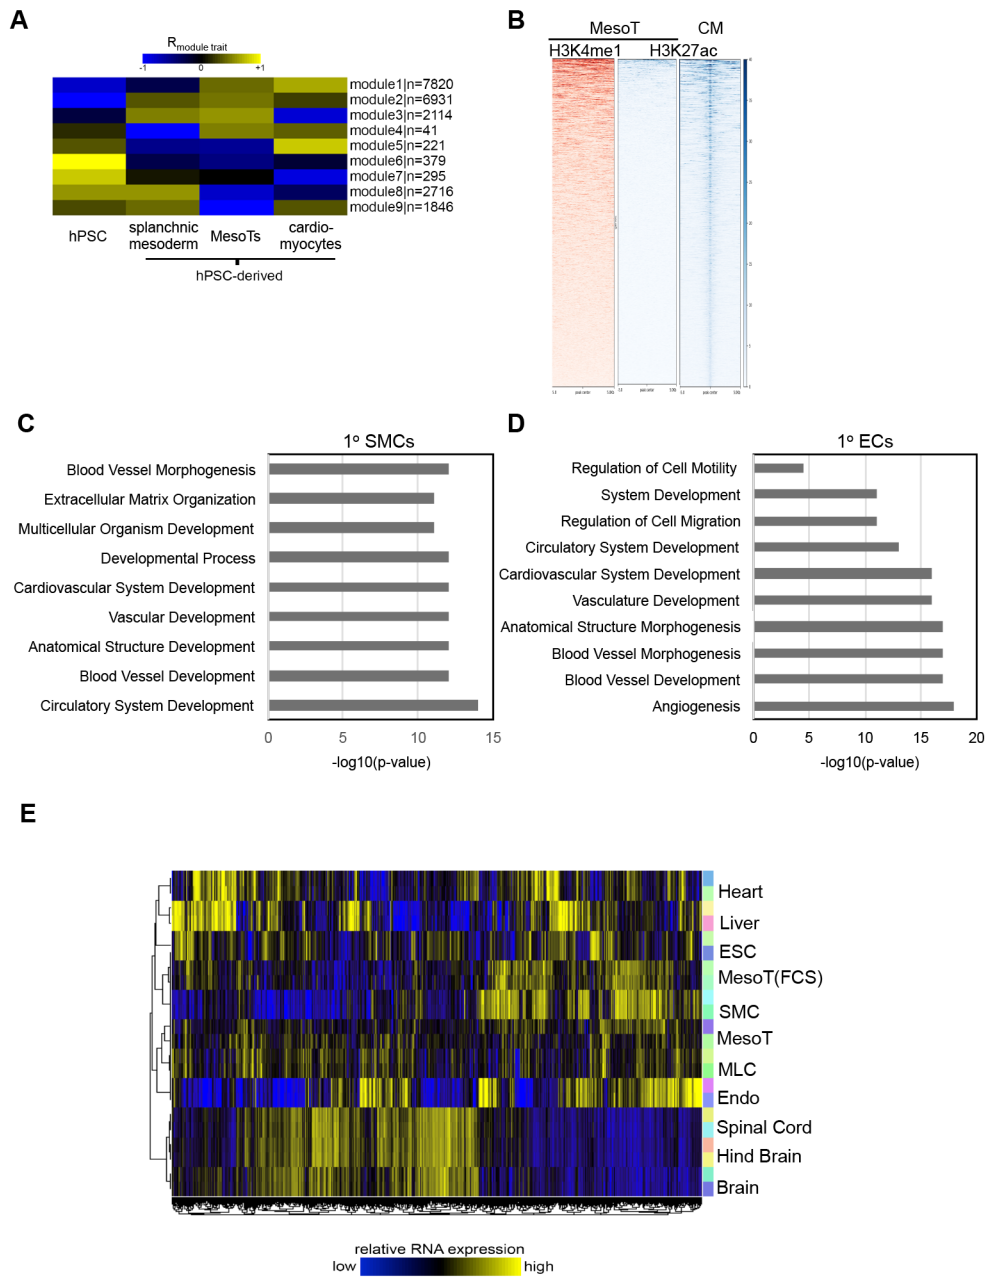 A
R module trait
-1 0 +1
module1|n=7820
module2|n=6931
module3|n=2114
module4|n=41
module5|n=221
module6|n=379
module7|n=295
module8|n=2716
module9|n=1846
hPSC
splanchnic
mesoderm
MesoTs
cardio-
myocytes
hPSC-derived
B
MesoT CM
H3K4me1 H3K27ac
C
1º SMCs
Blood Vessel Morphogenesis
Extracellular Matrix Organization
Multicellular Organism Development
Developmental Process
Cardiovascular System Development
Vascular Development
Anatomical Structure Development
Blood Vessel Development
Circulatory System Development
0 5 10 15
-log10(p-value)
D
1º ECs
Regulation of Cell Motility
System Development
Regulation of Cell Migration
Circulatory System Development
Cardiovascular System Development
Vasculature Development
Anatomical Structure Morphogenesis
Blood Vessel Morphogenesis
Blood Vessel Development
Angiogenesis
0 5 10 15 20
-log10(p-value)
E
Heart
Liver
ESC
MesoT(FCS)
SMC
MesoT
MLC
Endo
Spinal Cord
Hind Brain
Brain
relative RNA expression
low high